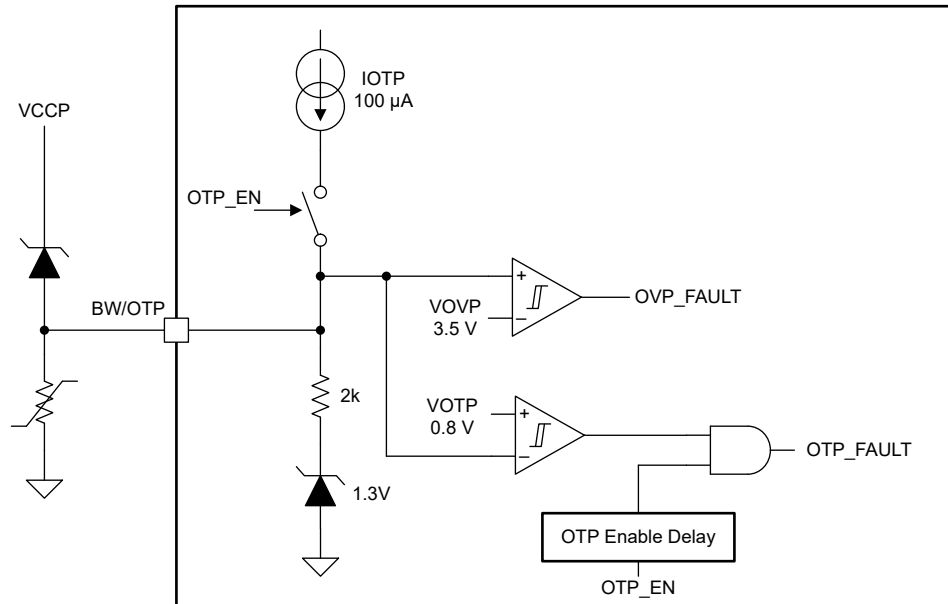 IOTP
100 µA
VCCP
OTP_EN
BW/OTP
+
VOVP
3.5 V
−
OVP_FAULT
2k
VOTP
0.8 V
+
−
OTP_FAULT
1.3V
OTP Enable Delay
OTP_EN